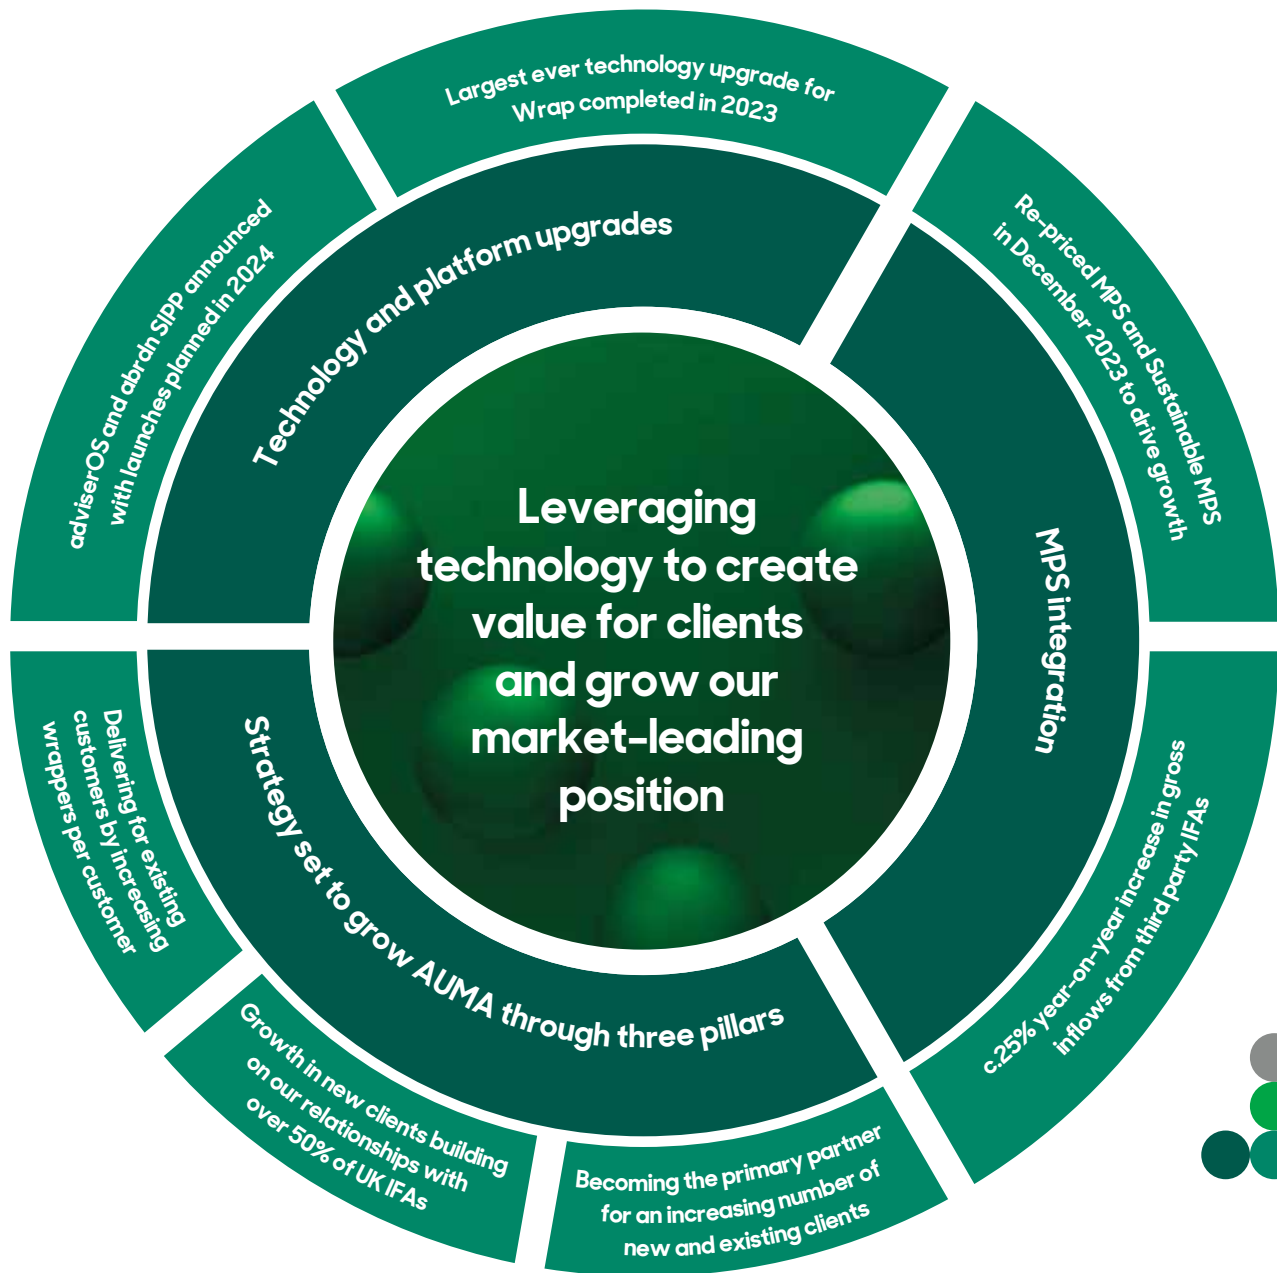 Largest ever technology upgrade for
Wrap completed in 2023
Re-priced MPS and Sustainable MPS
in December 2023 to drive growth
adviserOS and abrdn SIPP announced
with launches planned in 2024
Technology and platform upgrades
MPS integration
Leveraging
technology to create
value for clients
and grow our
market-leading
position
Strategy set to grow AUMA through three pillars
c.25% year-on-year increase in gross
inflows from third party IFAs
Delivering for existing
customers by increasing
wrappers per customer
Growth in new clients building
on our relationships with
over 50% of UK IFAs
Becoming the primary partner
for an increasing number of
new and existing clients